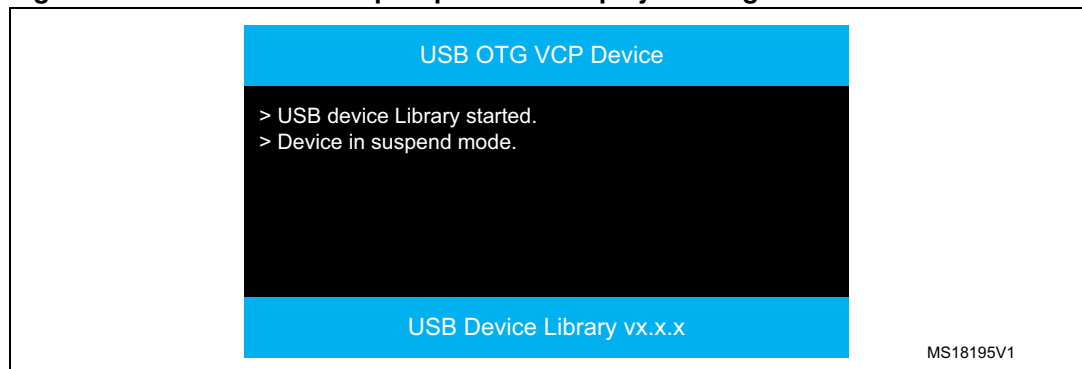 USB OTG VCP Device
> USB device Library started.
> Device in suspend mode.
USB Device Library vx.x.x
MS18195V1